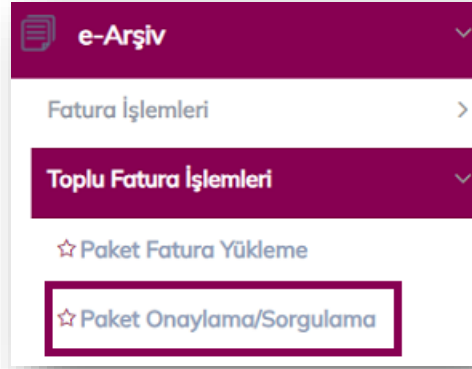 e-Arşiv
Fatura İşlemleri
Toplu Fatura İşlemleri
Paket Fatura Yükleme
Paket Onaylama/Sorgulama